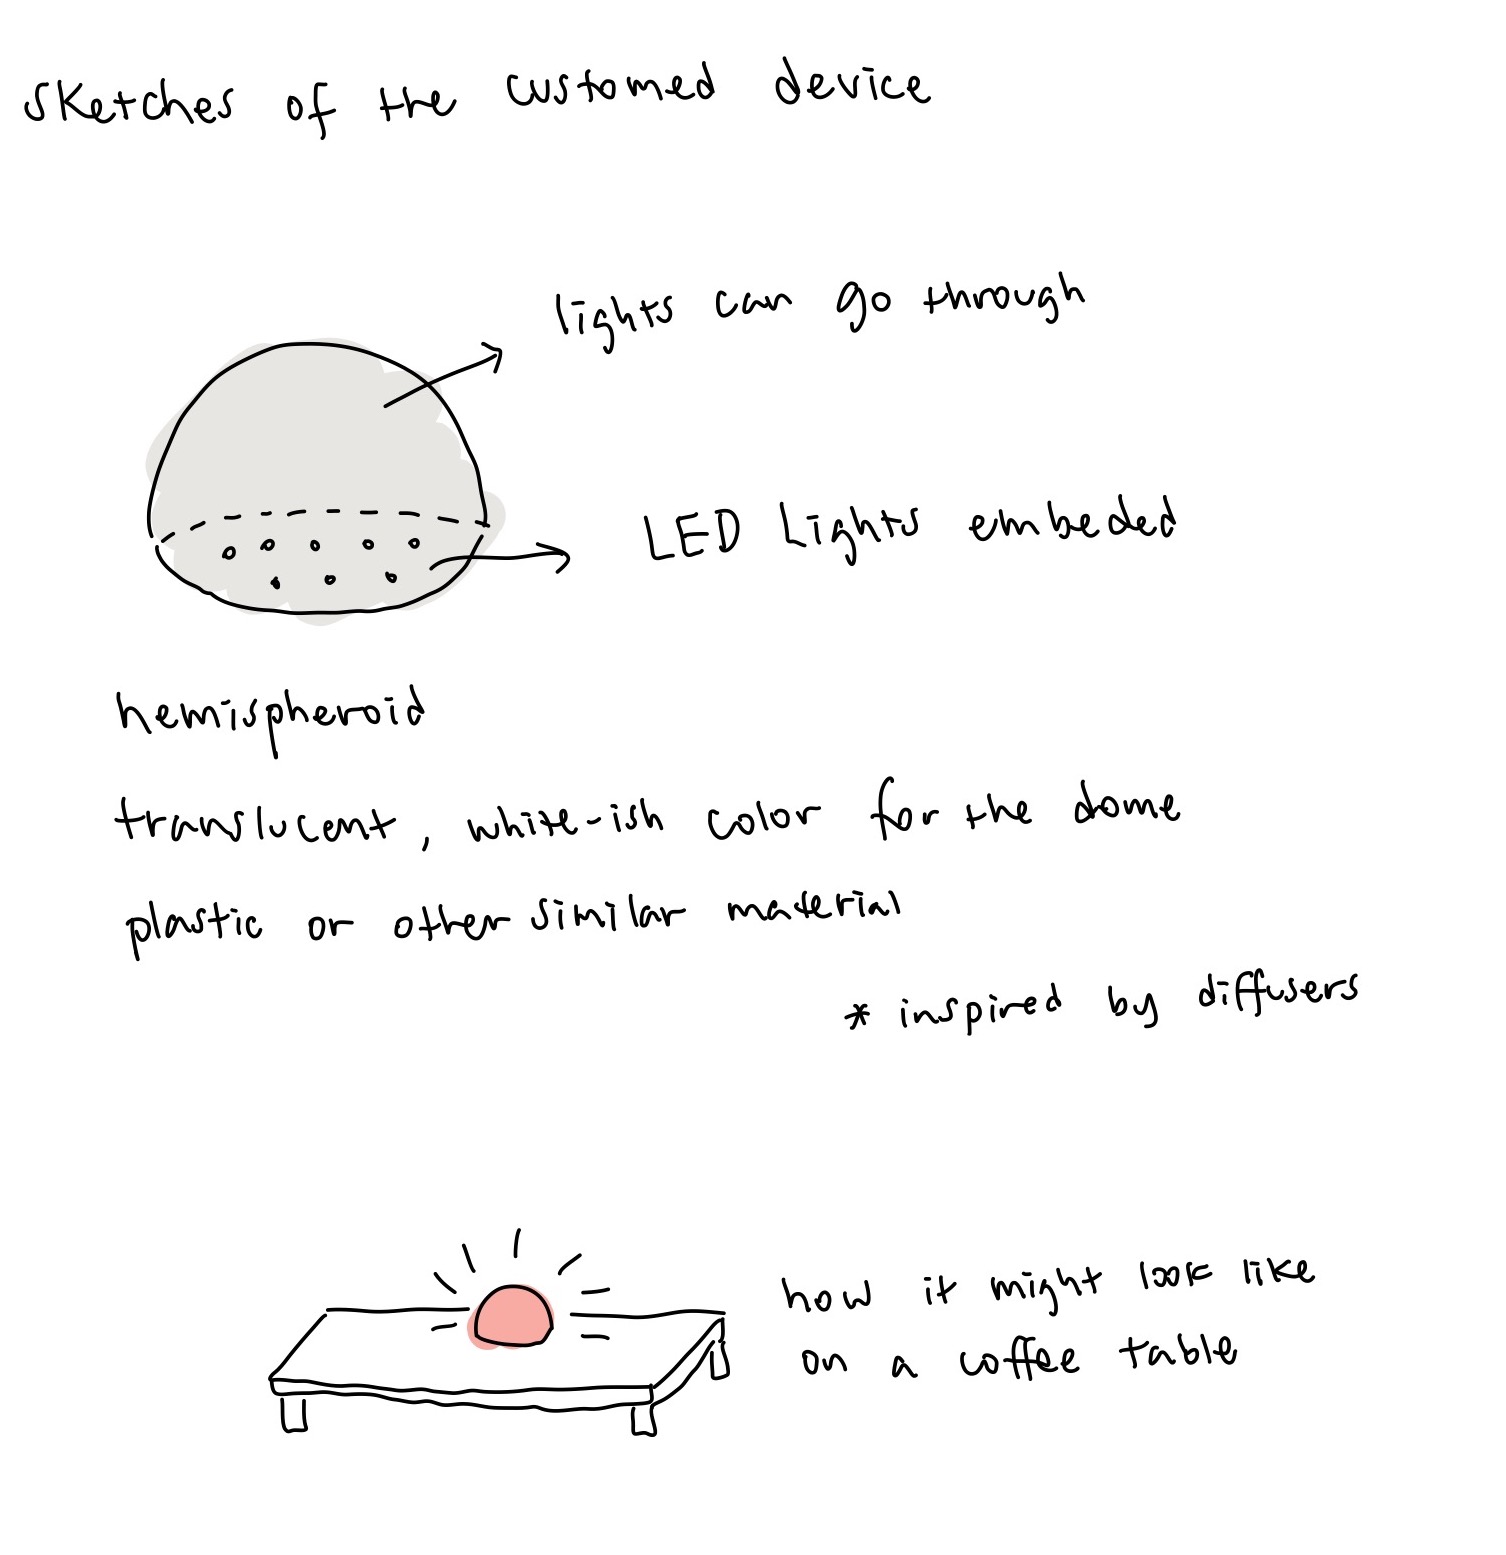 sketches of the customed device
lights can go through
LED Lights embeded
hemispheroid
translucent, white-ish color for the dome
plastic or other similar material
* inspired by diffusers
how it might look like
on a coffee table